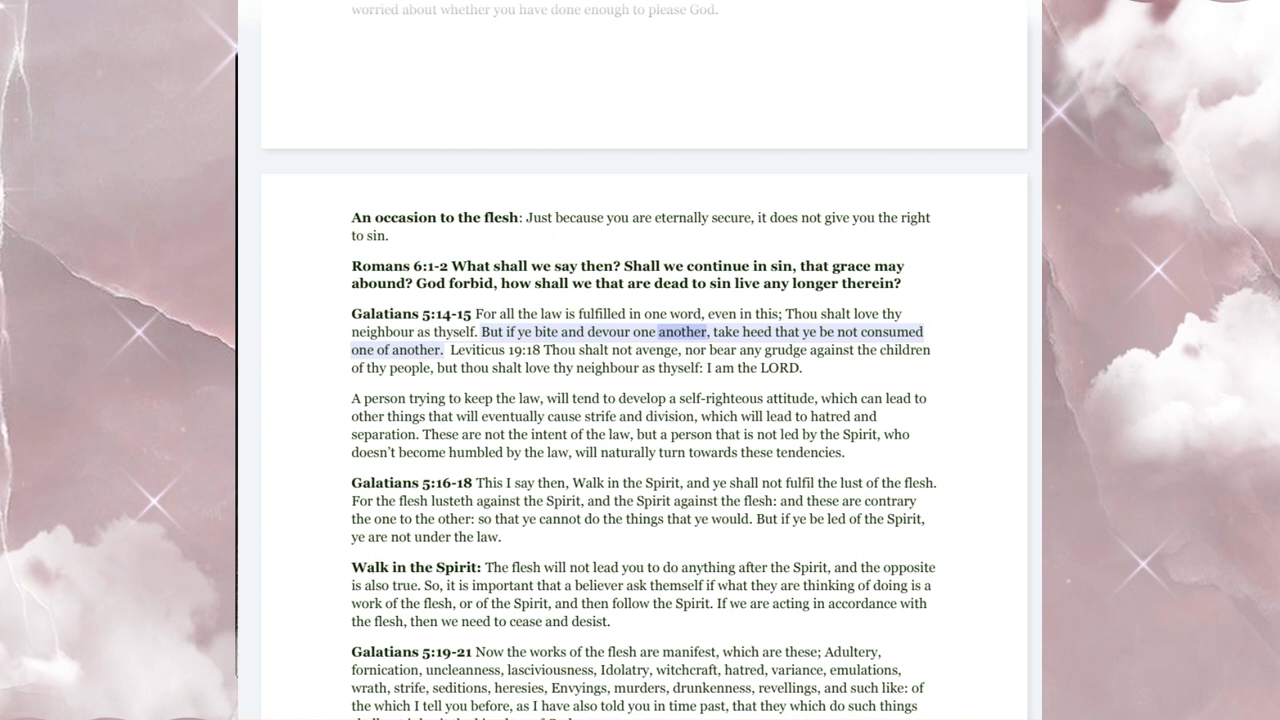 worried about whether you have done enough to please God.
An occasion to the flesh: Just because you are eternally secure, it does not give you the right
to sin.
Romans 6:1-2 What shall we say then? Shall we continue in sin, that grace may
abound? God forbid, how shall we that are dead to sin live any longer therein?
Galatians 5:14-15 For all the law is fulfilled in one word, even in this; Thou shalt love thy
neighbour as thyself. But if ye bite and devour one another, take heed that ye be not consumed
one of another.  Leviticus 19:18 Thou shalt not avenge, nor bear any grudge against the children
of thy people, but thou shalt love thy neighbour as thyself: I am the LORD.
A person trying to keep the law, will tend to develop a self-righteous attitude, which can lead to
other things that will eventually cause strife and division, which will lead to hatred and
separation. These are not the intent of the law, but a person that is not led by the Spirit, who
doesn't become humbled by the law, will naturally turn towards these tendencies.
Galatians 5:16-18 This I say then, Walk in the Spirit, and ye shall not fulfil the lust of the flesh.
For the flesh lusteth against the Spirit, and the Spirit against the flesh: and these are contrary
the one to the other: so that ye cannot do the things that ye would. But if ye be led of the Spirit,
ye are not under the law.
Walk in the Spirit: The flesh will not lead you to do anything after the Spirit, and the opposite
is also true. So, it is important that a believer ask themself if what they are thinking of doing is a
work of the flesh, or of the Spirit, and then follow the Spirit. If we are acting in accordance with
the flesh, then we need to cease and desist.
Galatians 5:19-21 Now the works of the flesh are manifest, which are these; Adultery,
fornication, uncleanness, lasciviousness, Idolatry, witchcraft, hatred, variance, emulations,
wrath, strife, seditions, heresies, Envyings, murders, drunkenness, revellings, and such like: of
the which I tell you before, as I have also told you in time past, that they which do such things